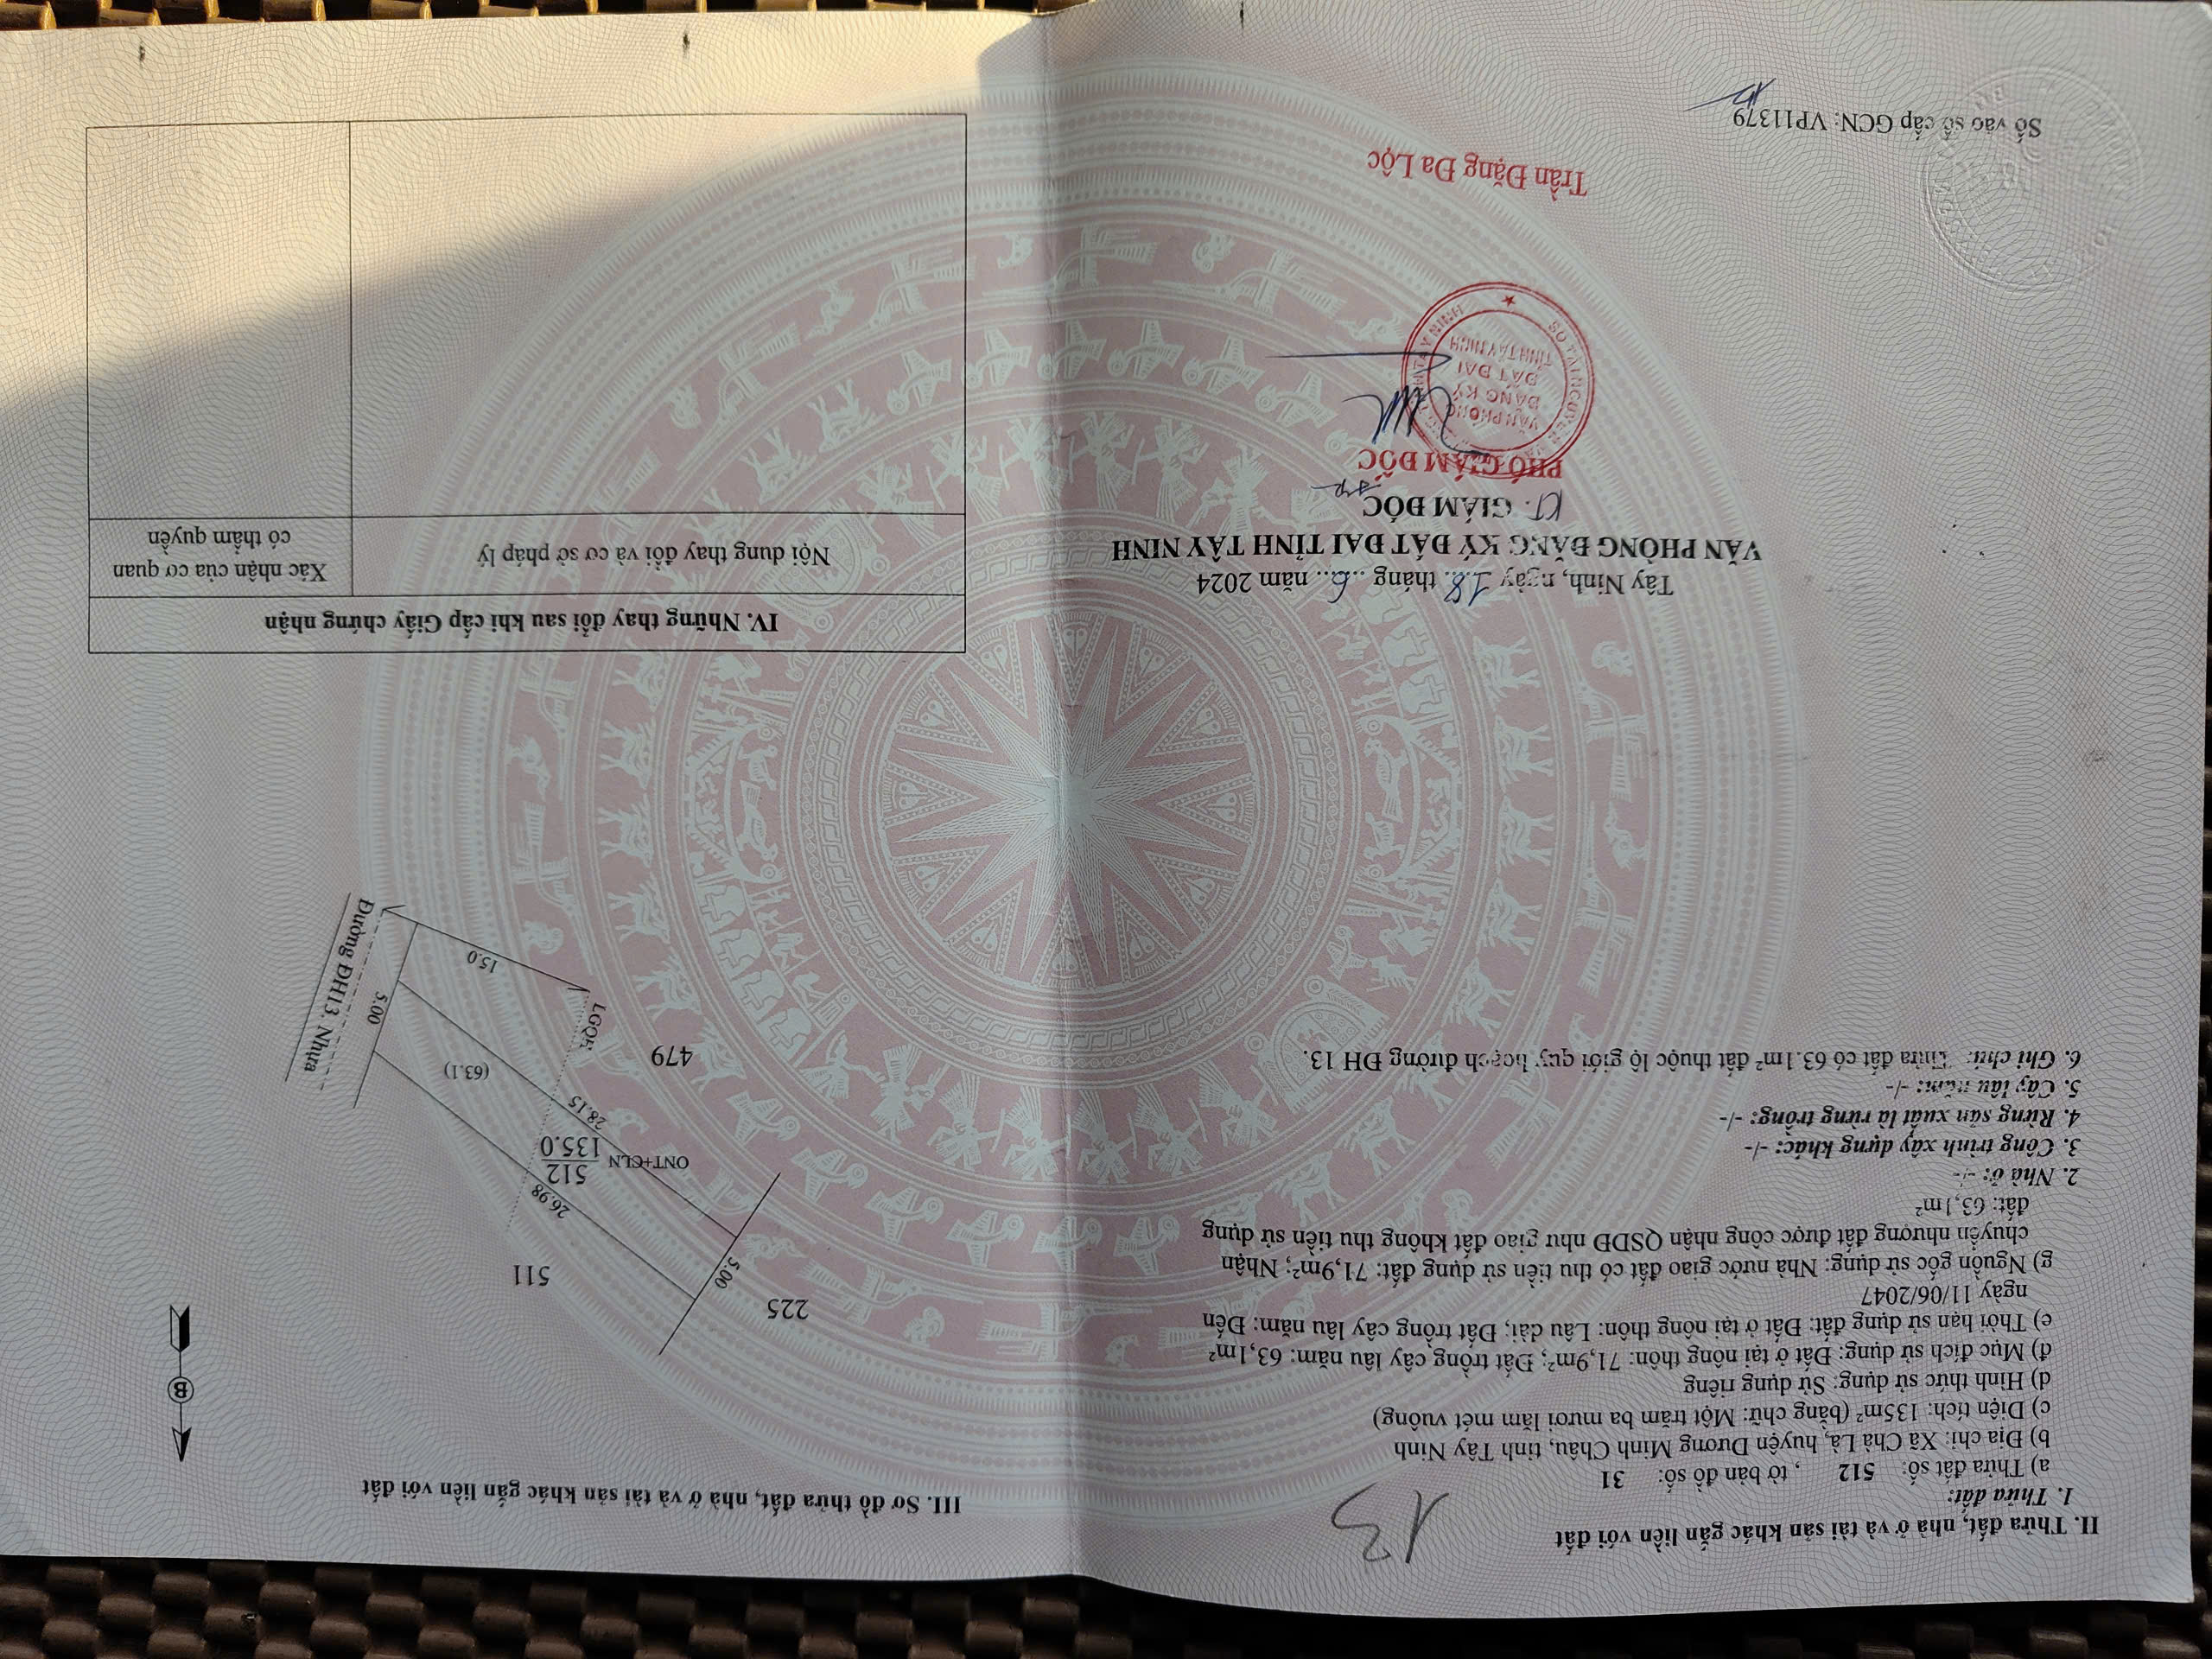 II. Thửa đất, nhà ở và tài sản khác gắn liền với đất
1. Thửa đất:
a) Thửa đất số: 512 , tờ bản đồ số: 31
b) Địa chỉ: Xã Chà Là, huyện Dương Minh Châu, tỉnh Tây Ninh
c) Diện tích: 135m² (bằng chữ: Một trăm ba mươi lăm mét vuông)
d) Hình thức sử dụng: Sử dụng riêng
đ) Mục đích sử dụng: Đất ở tại nông thôn: 71,9m²; Đất trồng cây lâu năm: 63,1m²
e) Thời hạn sử dụng đất: Đất ở tại nông thôn: Lâu dài; Đất trồng cây lâu năm: Đến
ngày 11/06/2047
g) Nguồn gốc sử dụng: Nhà nước giao đất có thu tiền sử dụng đất: 71,9m²; Nhận
chuyển nhượng đất được công nhận QSDĐ như giao đất không thu tiền sử dụng
đất: 63,1m²
2. Nhà ở: -/-
3. Công trình xây dựng khác: -/-
4. Rừng sản xuất là rừng trồng: -/-
5. Cây lâu năm: -/-
6. Ghi chú: Thửa đất có 63.1m² đất thuộc lộ giới quy hoạch đường ĐH 13.
13
Tây Ninh, ngày 18 tháng 6 năm 2024
VĂN PHÒNG ĐĂNG KÝ ĐẤT ĐAI TỈNH TÂY NINH
KT. GIÁM ĐỐC
PHÓ GIÁM ĐỐC
VĂN PHÒNG
ĐĂNG KÝ
ĐẤT ĐAI
TỈNH TÂY NINH
Trần Đặng Đa Lộc
Số vào sổ cấp GCN: VP11379
III. Sơ đồ thửa đất, nhà ở và tài sản khác gắn liền với đất
B
225
511
5.00
26.98
ONT+CLN
512
135.0
28.15
(63.1)
479
LGQH
15.0
5.00
Đường ĐH13. Nhựa
IV. Những thay đổi sau khi cấp Giấy chứng nhận
Nội dung thay đổi và cơ sở pháp lý
Xác nhận của cơ quan
có thẩm quyền